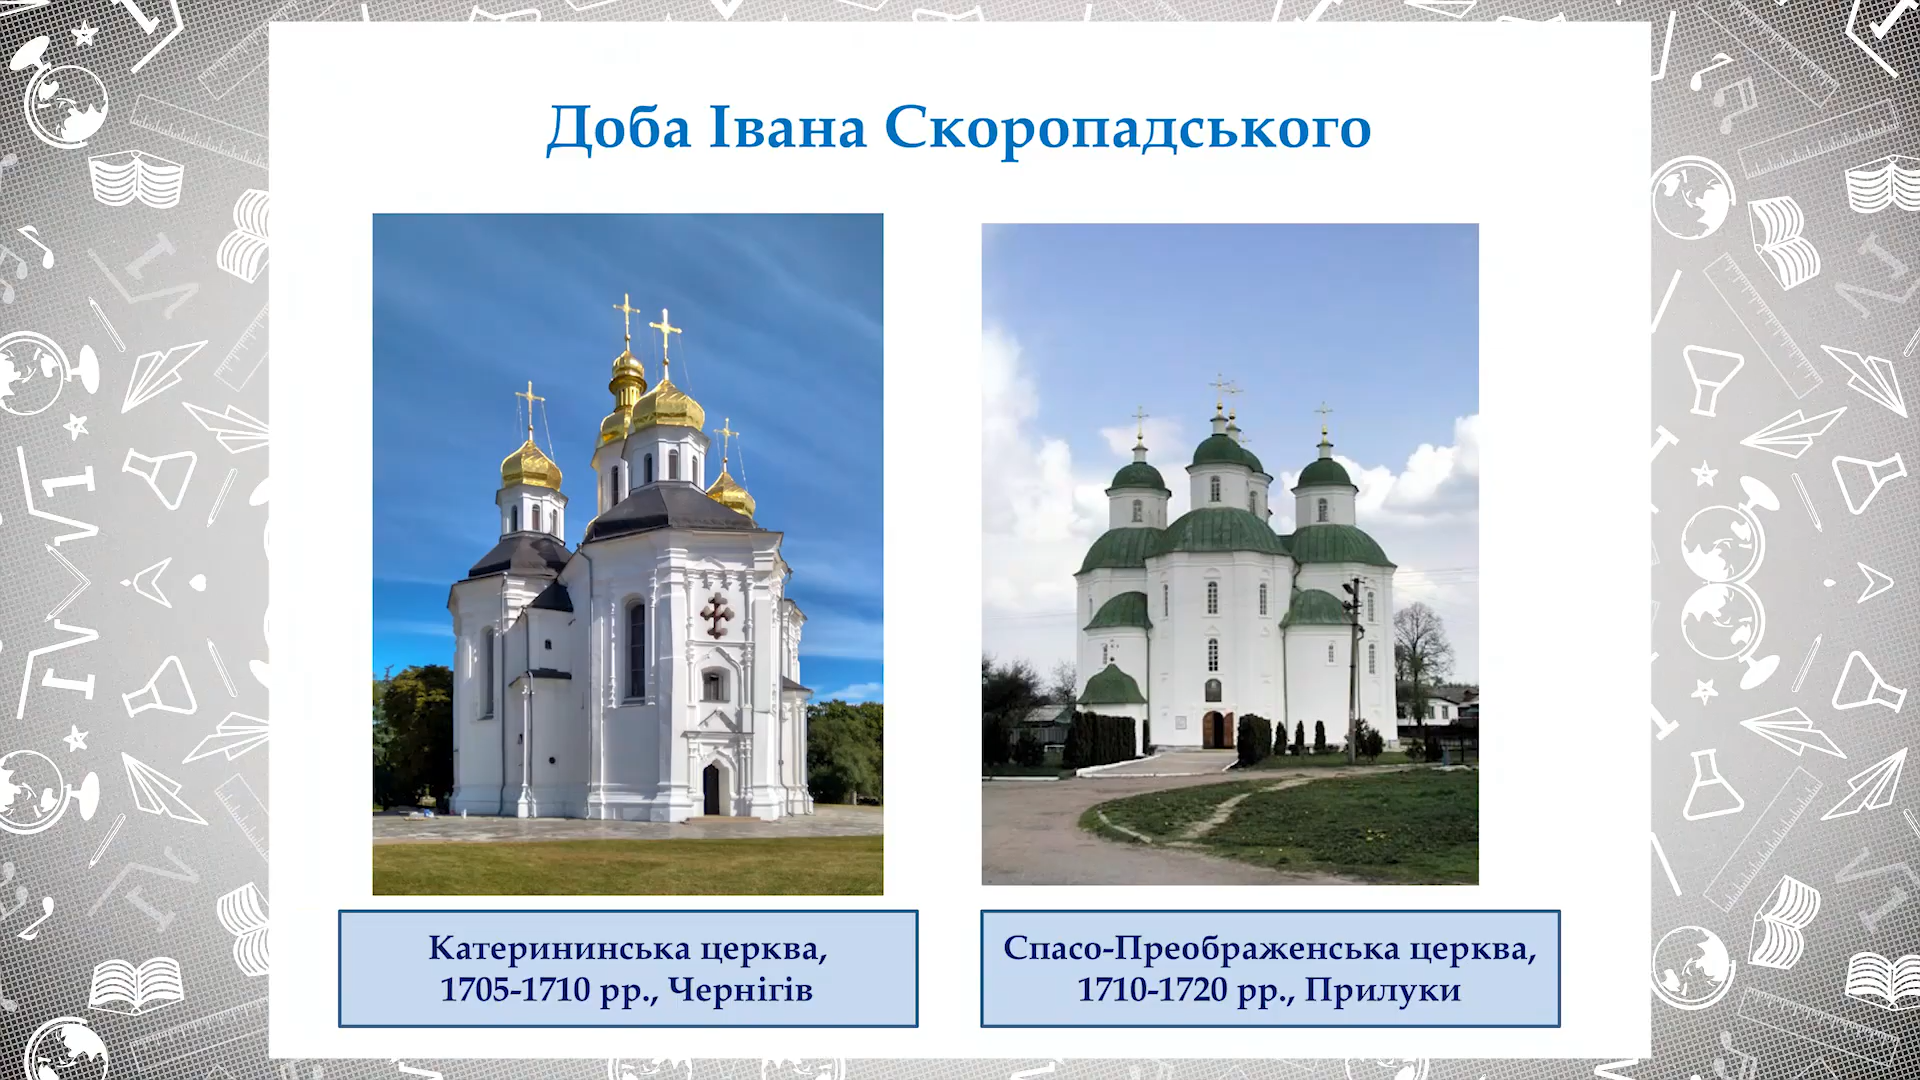 Доба Івана Скоропадського
Катерининська церква,
1705-1710 рр., Чернігів
Спасо-Преображенська церква,
1710-1720 рр., Прилуки